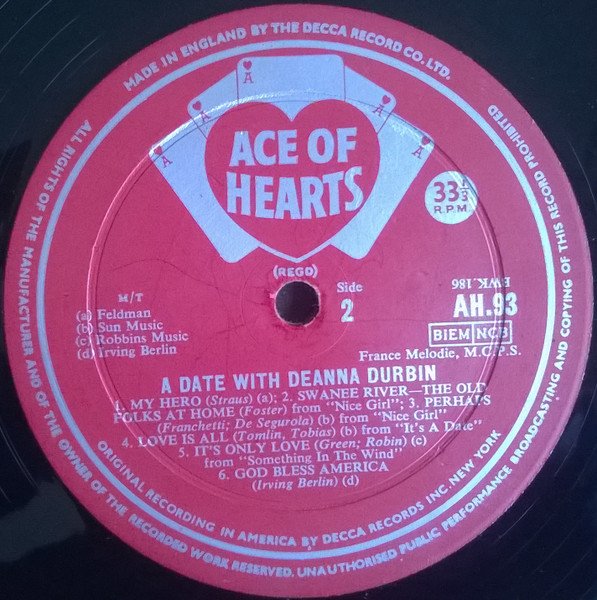 MADE IN ENGLAND BY THE DECCA RECORD CO. LTD.
ALL RIGHTS OF THE MANUFACTURER AND OF THE OWNER OF THE RECORDED WORK RESERVED. UNAUTHORISED PUBLIC PERFORMANCE BROADCASTING AND COPYING OF THIS RECORD PROHIBITED
A
A
A
A
ACE OF
HEARTS
33 1/3
R.P.M.
(REGD)
M/T
Side
2
EWK.186
AH.93
(a) Feldman
(b) Sun Music
(c) Robbins Music
(d) Irving Berlin
BIEM NCB
France Melodie, M.C.P.S.
A DATE WITH DEANNA DURBIN
1. MY HERO (Straus) (a); 2. SWANEE RIVER—THE OLD
FOLKS AT HOME (Foster) from "Nice Girl"; 3. PERHAPS
(Franchetti; De Segurola) (b) from "Nice Girl"
4. LOVE IS ALL (Tomlin, Tobias) (b) from "It's A Date"
5. IT'S ONLY LOVE (Green; Robin) (c)
from "Something In The Wind"
6. GOD BLESS AMERICA
(Irving Berlin) (d)
ORIGINAL RECORDING IN AMERICA BY DECCA RECORDS INC. NEW YORK